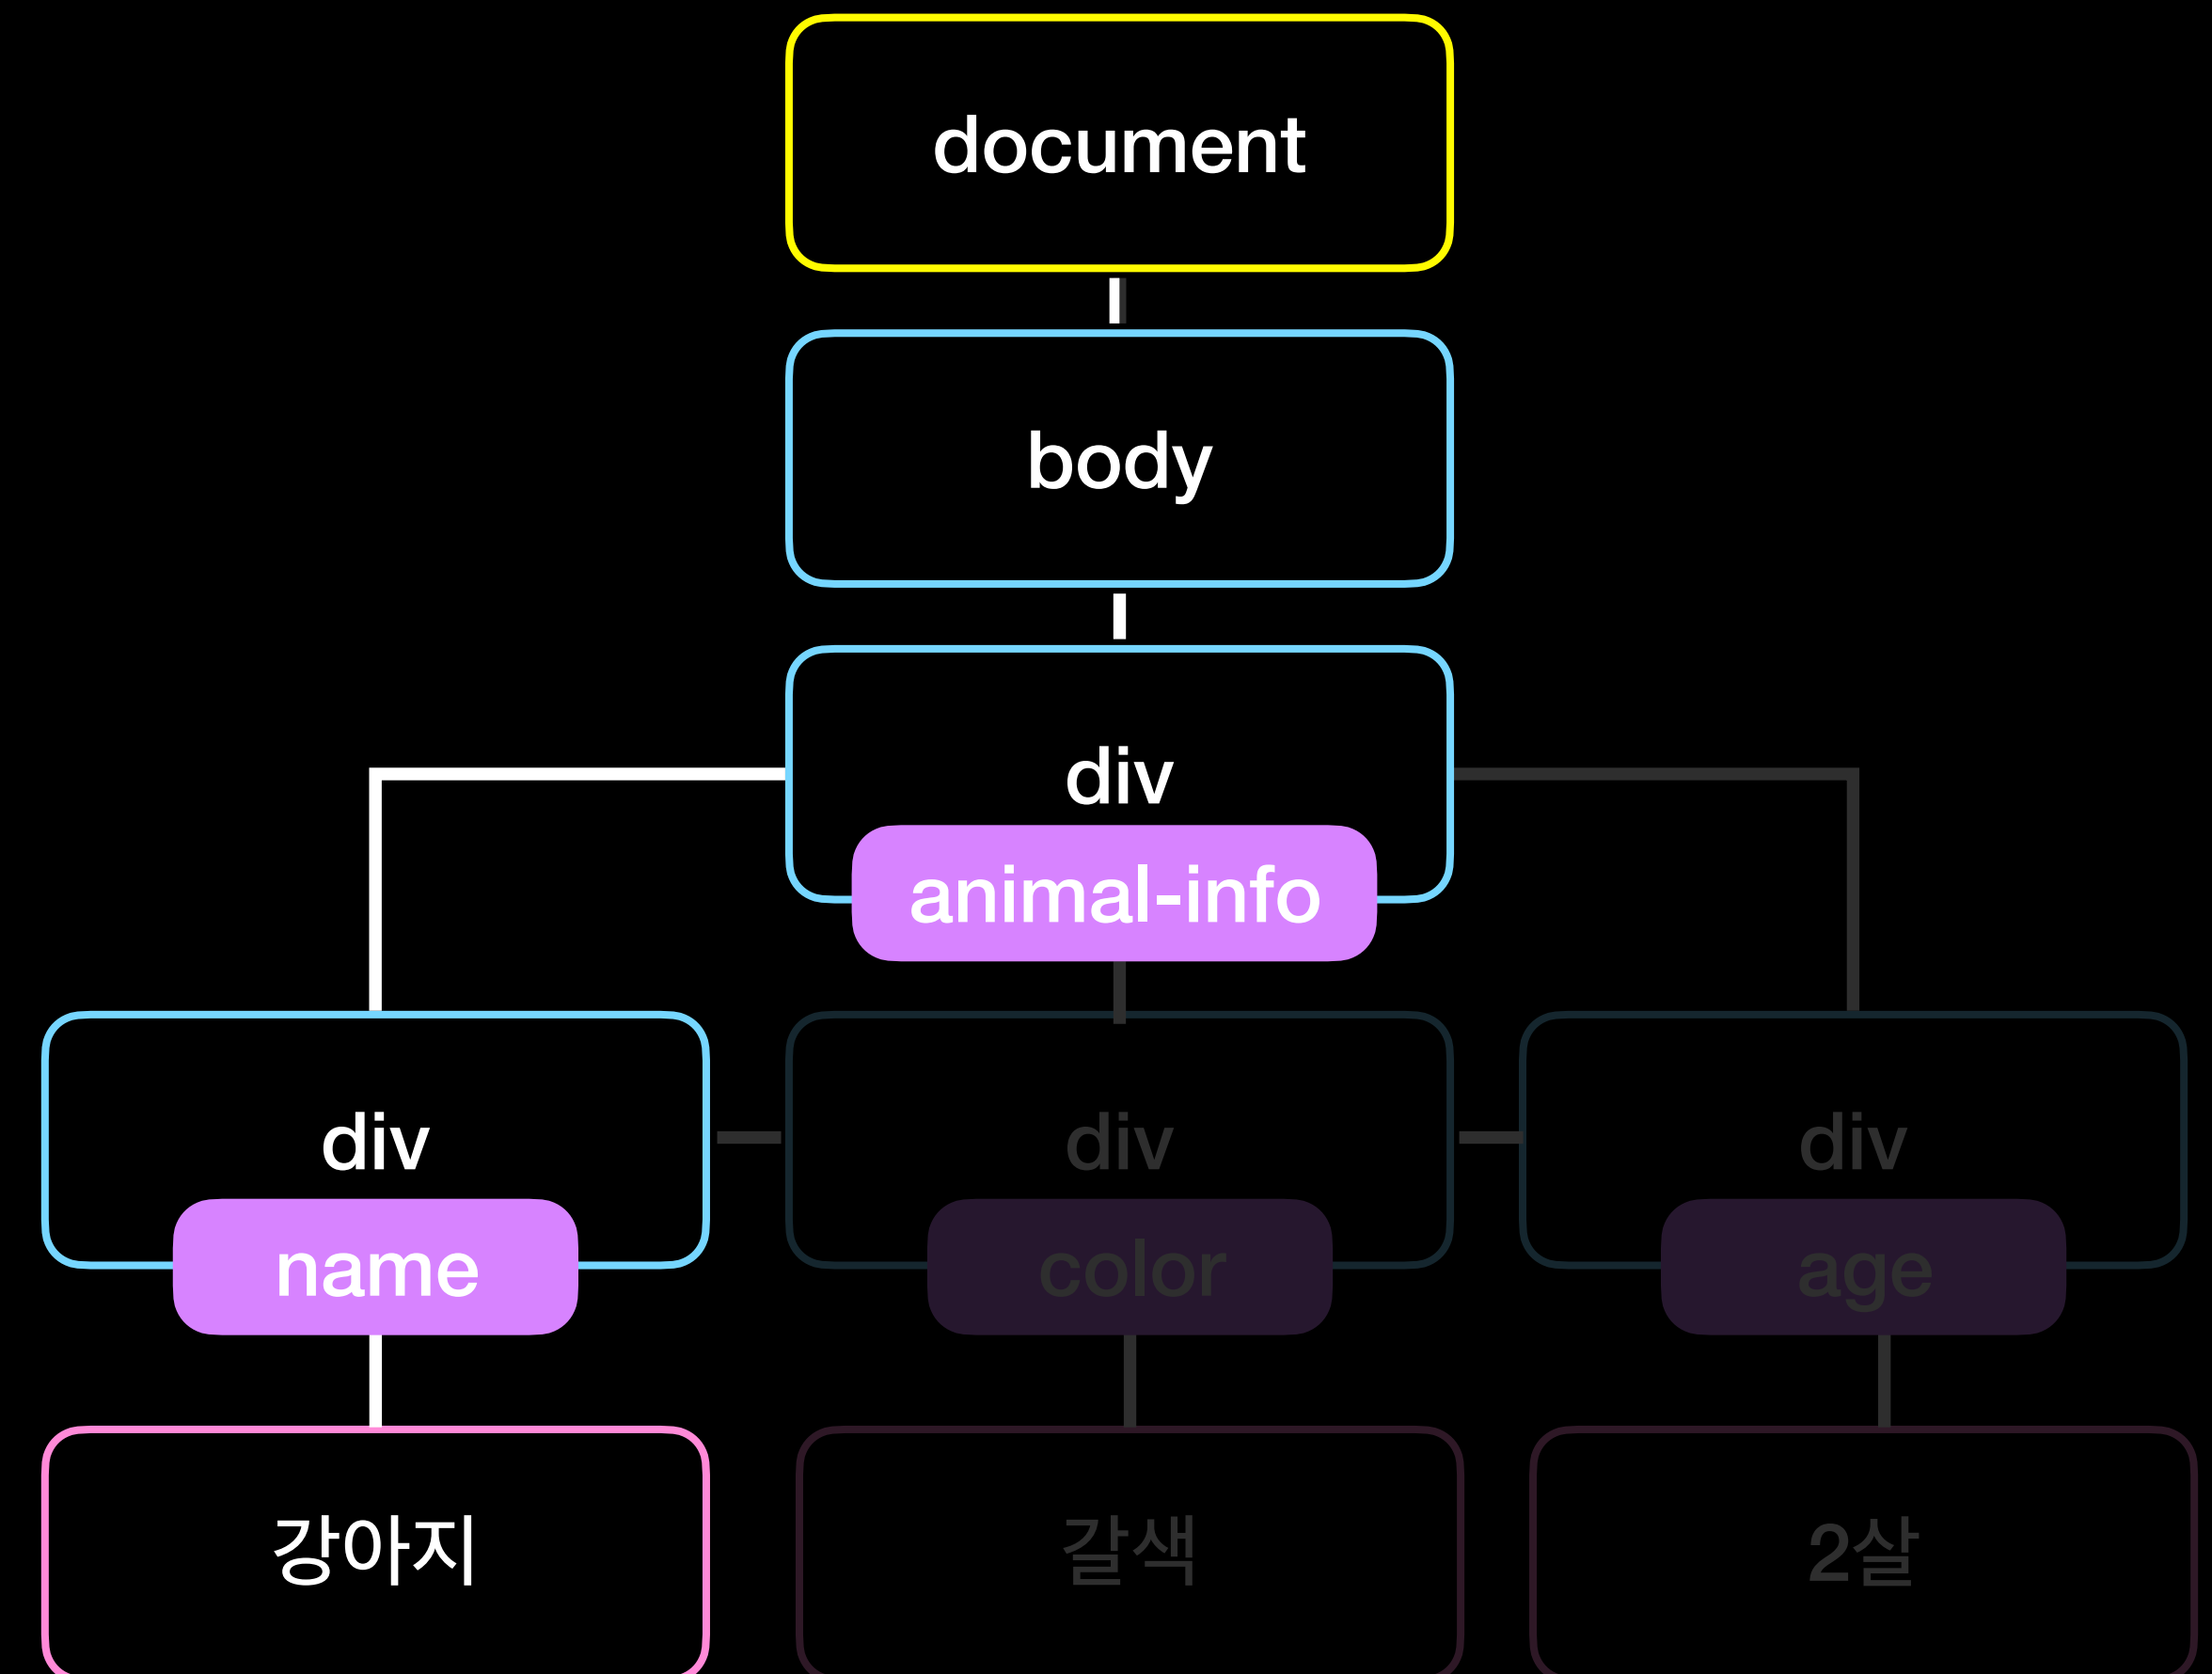 document
body
div
animal-info
div
div
div
name
color
age
강아지
갈색
2살